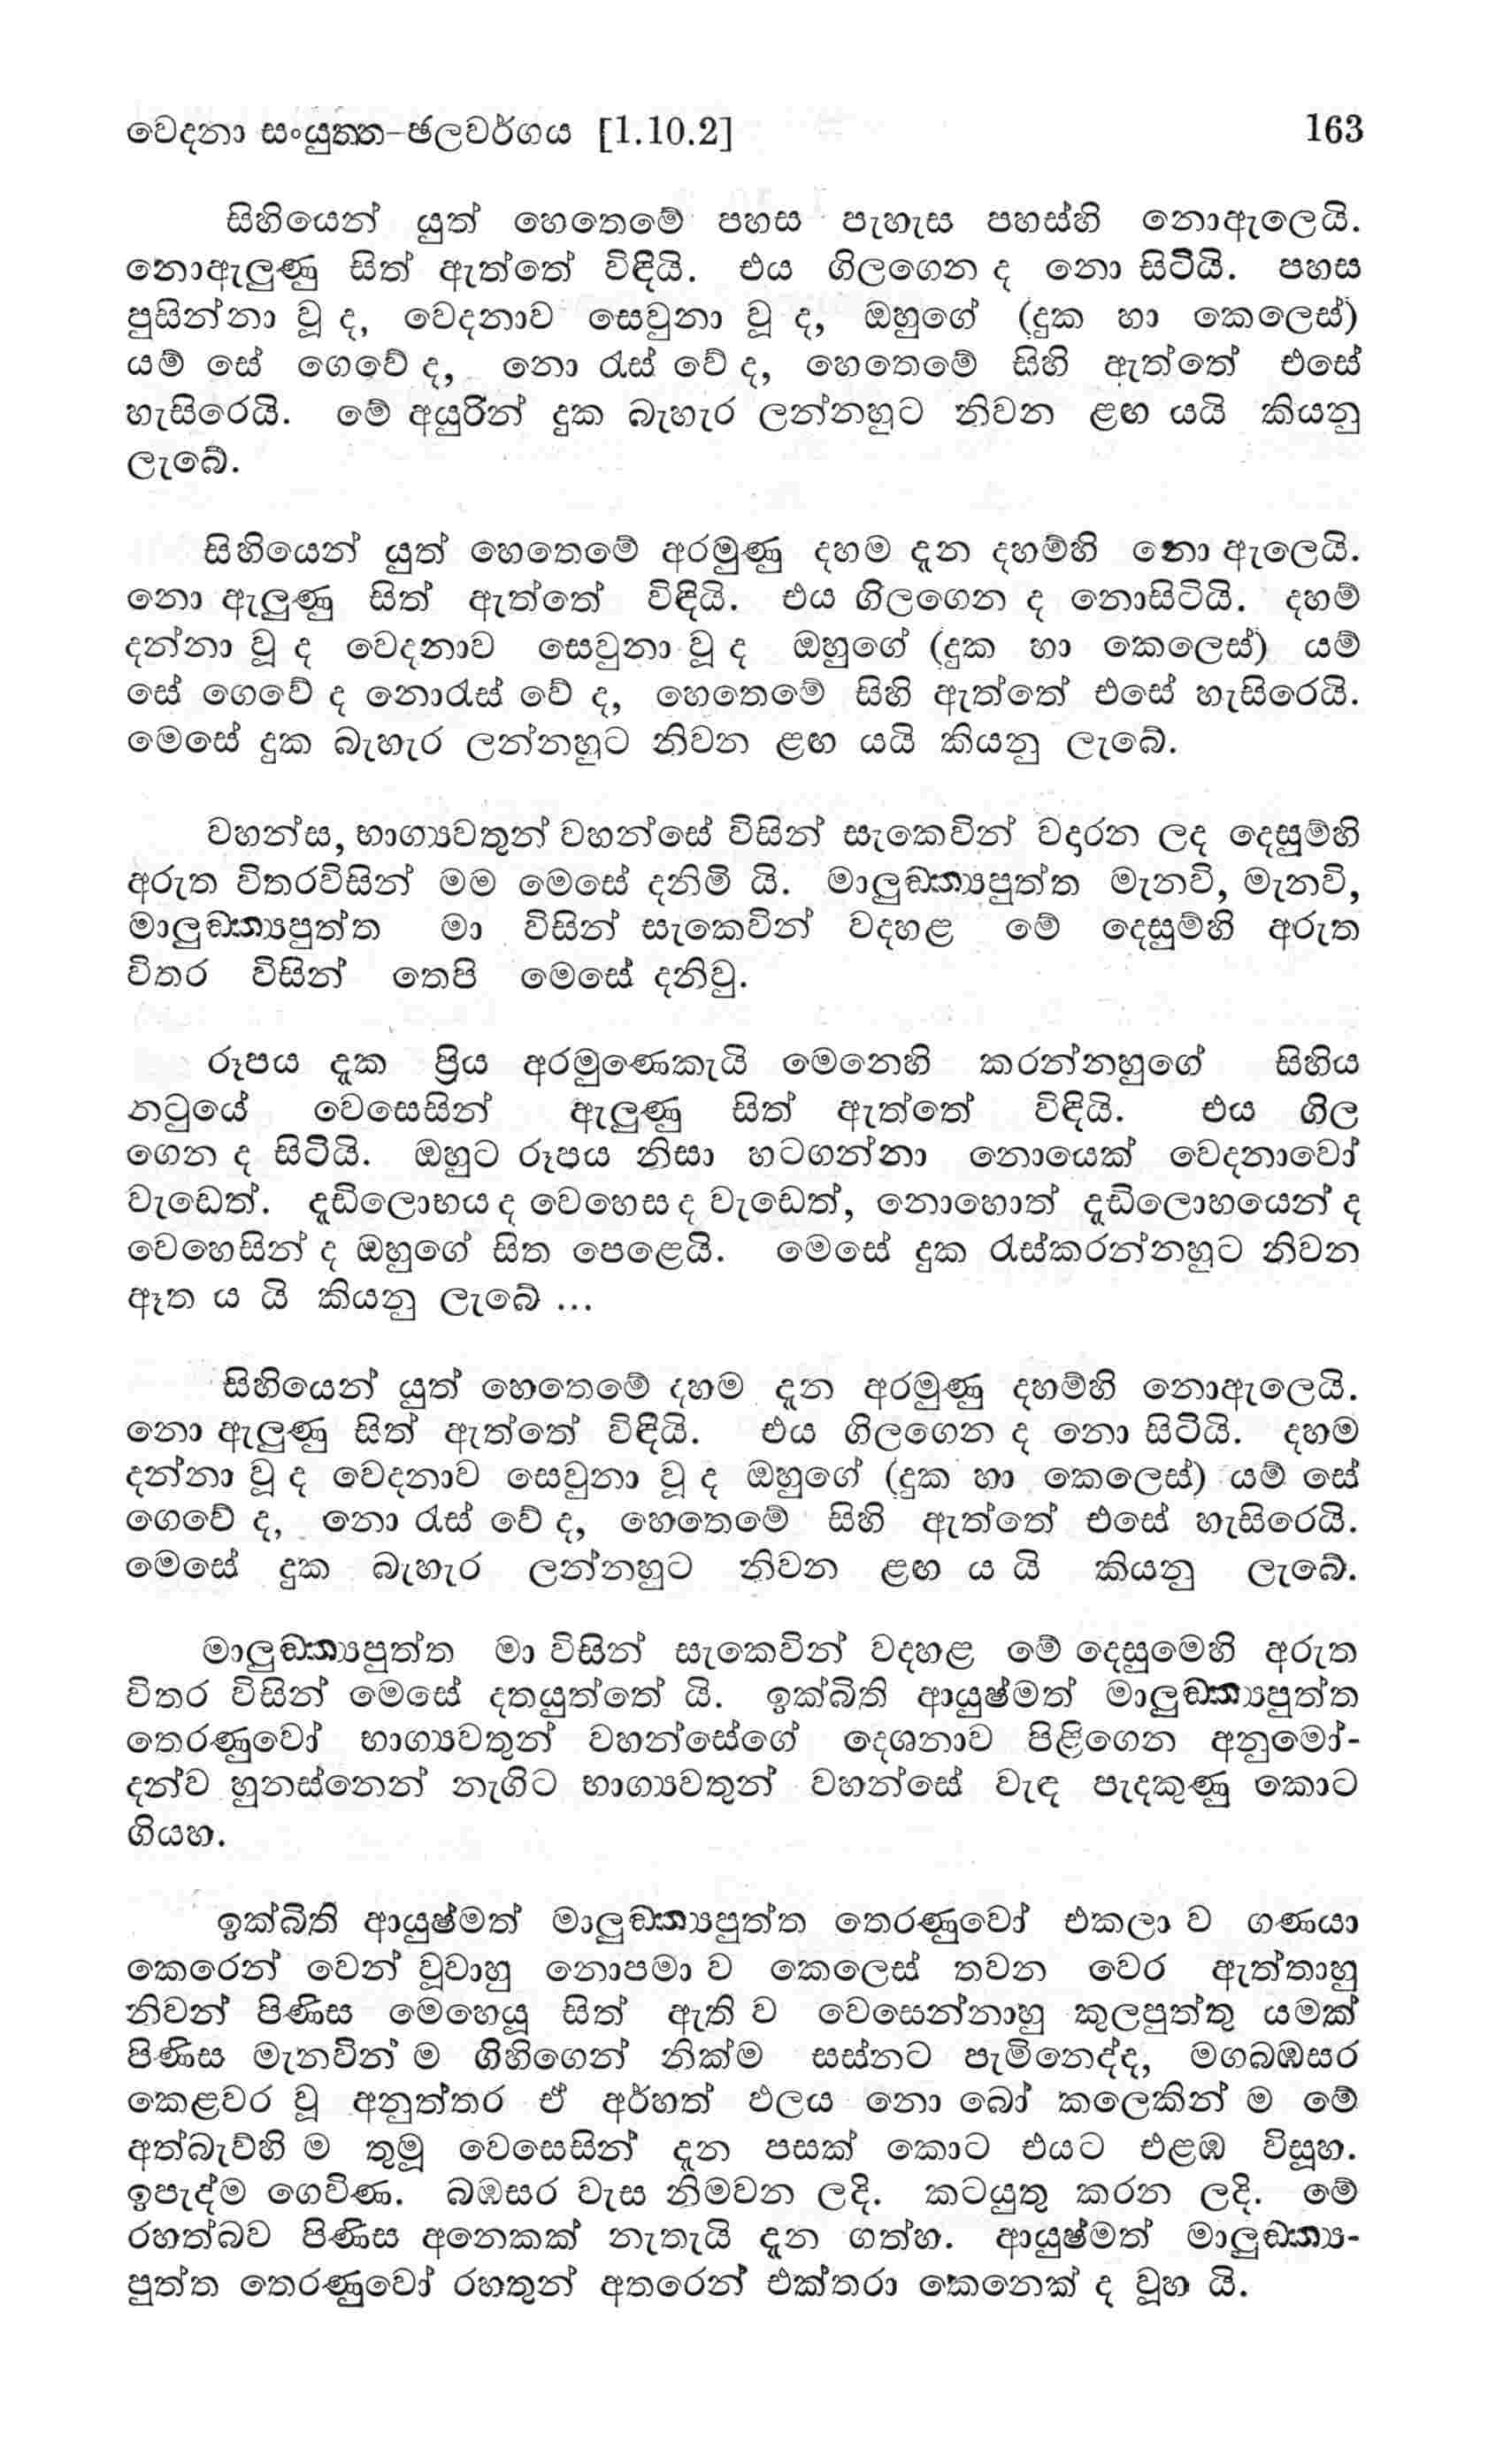 වෙදනා සංයුත්ත-ඡලවර්ගය [1.10.2] 163
සිහියෙන් යුත් හෙතෙමේ පහස පැහැස පහස්හි නොඇලෙයි.
නොඇලුණු සිත් ඇත්තේ විඳියි. එය ගිලගෙන ද නො සිටියි. පහස
පුසින්නා වූ ද, වෙදනාව සෙවුනා වූ ද, ඔහුගේ (දුක හා කෙලෙස්)
යම් සේ ගෙවේ ද, නො රැස් වේ ද, හෙතෙමේ සිහි ඇත්තේ එසේ
හැසිරෙයි. මේ අයුරින් දුක බැහැර ලන්නහුට නිවන ළඟ යයි කියනු
ලැබේ.
සිහියෙන් යුත් හෙතෙමේ අරමුණු දහම දැන දහම්හි නො ඇලෙයි.
නො ඇලුණු සිත් ඇත්තේ විඳියි. එය ගිලගෙන ද නොසිටියි. දහම්
දන්නා වූ ද වෙදනාව සෙවුනා වූ ද ඔහුගේ (දුක හා කෙලෙස්) යම්
සේ ගෙවේ ද නොරැස් වේ ද, හෙතෙමේ සිහි ඇත්තේ එසේ හැසිරෙයි.
මෙසේ දුක බැහැර ලන්නහුට නිවන ළඟ යයි කියනු ලැබේ.
වහන්ස, භාග්‍යවතුන් වහන්සේ විසින් සැකෙවින් වදාරන ලද දෙසුම්හි
අරුත විතරවිසින් මම මෙසේ දනිමි යි. මාලුඞ්ක්‍යපුත්ත මැනවි, මැනවි,
මාලුඞ්ක්‍යපුත්ත මා විසින් සැකෙවින් වදහළ මේ දෙසුම්හි අරුත
විතර විසින් තෙපි මෙසේ දනිවු.
රූපය දැක ප්‍රිය අරමුණෙකැයි මෙනෙහි කරන්නහුගේ සිහිය
නටුයේ වෙසෙසින් ඇලුණු සිත් ඇත්තේ විඳියි. එය ගිල
ගෙන ද සිටියි. ඔහුට රූපය නිසා හටගන්නා නොයෙක් වෙදනාවෝ
වැඩෙත්. දැඩිලොභය ද වෙහෙස ද වැඩෙත්, නොහොත් දැඩිලොභයෙන් ද
වෙහෙසින් ද ඔහුගේ සිත පෙළෙයි. මෙසේ දුක රැස්කරන්නහුට නිවන
ඈත ය යි කියනු ලැබේ ...
සිහියෙන් යුත් හෙතෙමේ දහම දැන අරමුණු දහම්හි නොඇලෙයි.
නො ඇලුණු සිත් ඇත්තේ විඳියි. එය ගිලගෙන ද නො සිටියි. දහම
දන්නා වූ ද වෙදනාව සෙවුනා වූ ද ඔහුගේ (දුක හා කෙලෙස්) යම් සේ
ගෙවේ ද, නො රැස් වේ ද, හෙතෙමේ සිහි ඇත්තේ එසේ හැසිරෙයි.
මෙසේ දුක බැහැර ලන්නහුට නිවන ළඟ ය යි කියනු ලැබේ.
මාලුඞ්ක්‍යපුත්ත මා විසින් සැකෙවින් වදහළ මේ දෙසුමෙහි අරුත
විතර විසින් මෙසේ දතයුත්තේ යි. ඉක්බිති ආයුෂ්මත් මාලුඞ්ක්‍යපුත්ත
තෙරණුවෝ භාග්‍යවතුන් වහන්සේගේ දෙශනාව පිළිගෙන අනුමෝ-
දන්ව හුනස්නෙන් නැගිට භාග්‍යවතුන් වහන්සේ වැඳ පැදකුණු කොට
ගියහ.
ඉක්බිති ආයුෂ්මත් මාලුඞ්ක්‍යපුත්ත තෙරණුවෝ එකලා ව ගණයා
කෙරෙන් වෙන් වූවාහු නොපමා ව කෙලෙස් තවන වෙර ඇත්තාහු
නිවන් පිණිස මෙහෙයූ සිත් ඇති ව වෙසෙන්නාහු කුලපුත්තු යමක්
පිණිස මැනවින් ම ගිහිගෙන් නික්ම සස්නට පැමිනෙද්ද, මගබඹසර
කෙළවර වූ අනුත්තර ඒ අර්හත් ඵලය නො බෝ කලෙකින් ම මේ
අත්බැව්හි ම තුමූ වෙසෙසින් දැන පසක් කොට එයට එළඹ විසූහ.
ඉපැද්ම ගෙවිණ. බඹසර වැස නිමවන ලදි. කටයුතු කරන ලදි. මේ
රහත්බව පිණිස අනෙකක් නැතැයි දැන ගත්හ. ආයුෂ්මත් මාලුඞ්ක්‍ය-
පුත්ත තෙරණුවෝ රහතුන් අතරෙන් එක්තරා කෙනෙක් ද වූහ යි.